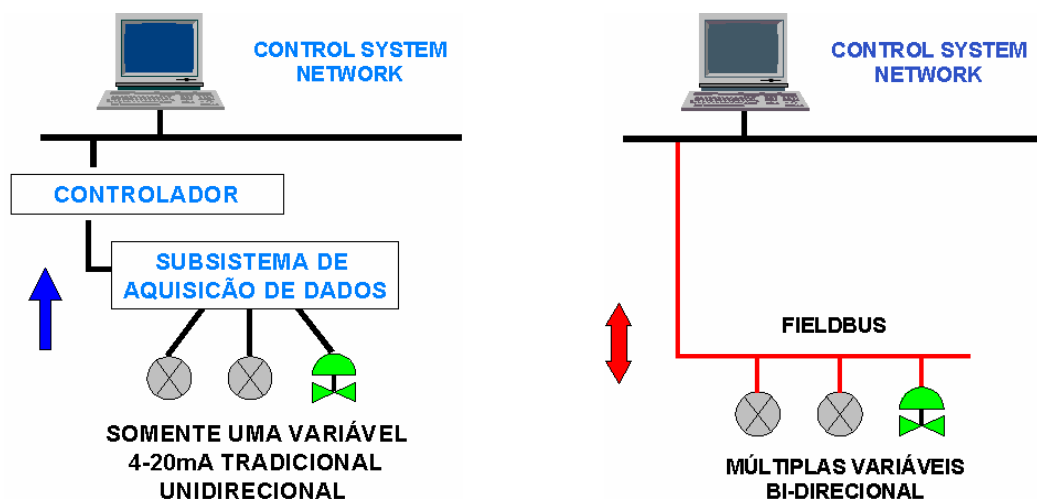 CONTROL SYSTEM
NETWORK
CONTROLADOR
SUBSISTEMA DE
AQUISICÃO DE DADOS
SOMENTE UMA VARIÁVEL
4-20mA TRADICIONAL
UNIDIRECIONAL
CONTROL SYSTEM
NETWORK
FIELDBUS
MÚLTIPLAS VARIÁVEIS
BI-DIRECIONAL